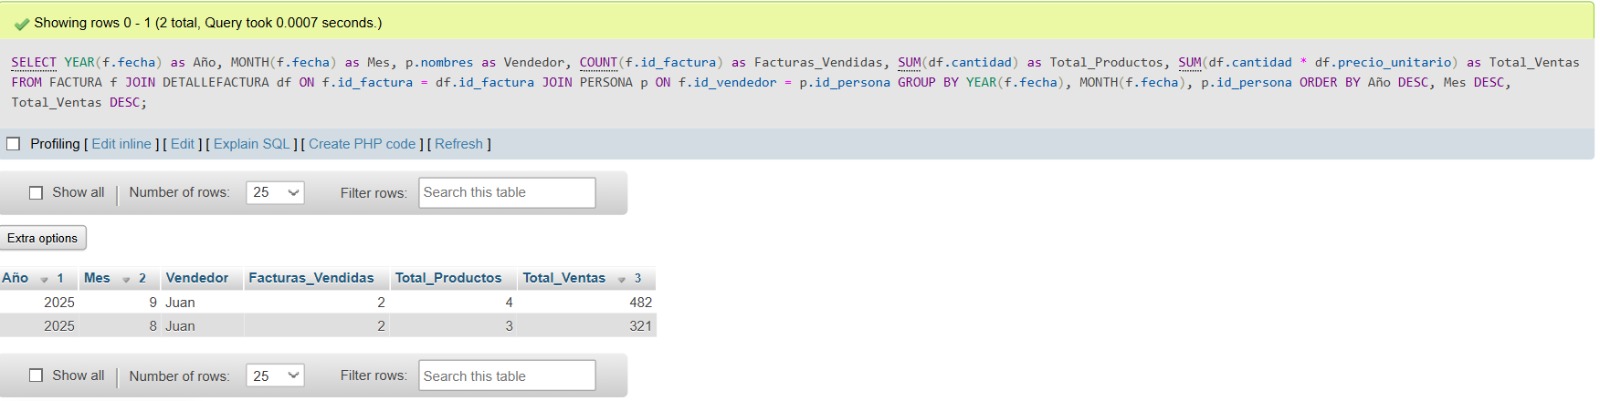 Showing rows 0 - 1 (2 total, Query took 0.0007 seconds.)
SELECT YEAR(f.fecha) as Año, MONTH(f.fecha) as Mes, p.nombres as Vendedor, COUNT(f.id_factura) as Facturas_Vendidas, SUM(df.cantidad) as Total_Productos, SUM(df.cantidad * df.precio_unitario) as Total_Ventas
FROM FACTURA f JOIN DETALLEFACTURA df ON f.id_factura = df.id_factura JOIN PERSONA p ON f.id_vendedor = p.id_persona GROUP BY YEAR(f.fecha), MONTH(f.fecha), p.id_persona ORDER BY Año DESC, Mes DESC,
Total_Ventas DESC;
Profiling [ Edit inline ] [ Edit ] [ Explain SQL ] [ Create PHP code ] [ Refresh ]
Show all Number of rows: 25 Filter rows: Search this table
Extra options
Año 1 Mes 2 Vendedor Facturas_Vendidas Total_Productos Total_Ventas 3
2025 9 Juan 2 4 482
2025 8 Juan 2 3 321
Show all Number of rows: 25 Filter rows: Search this table